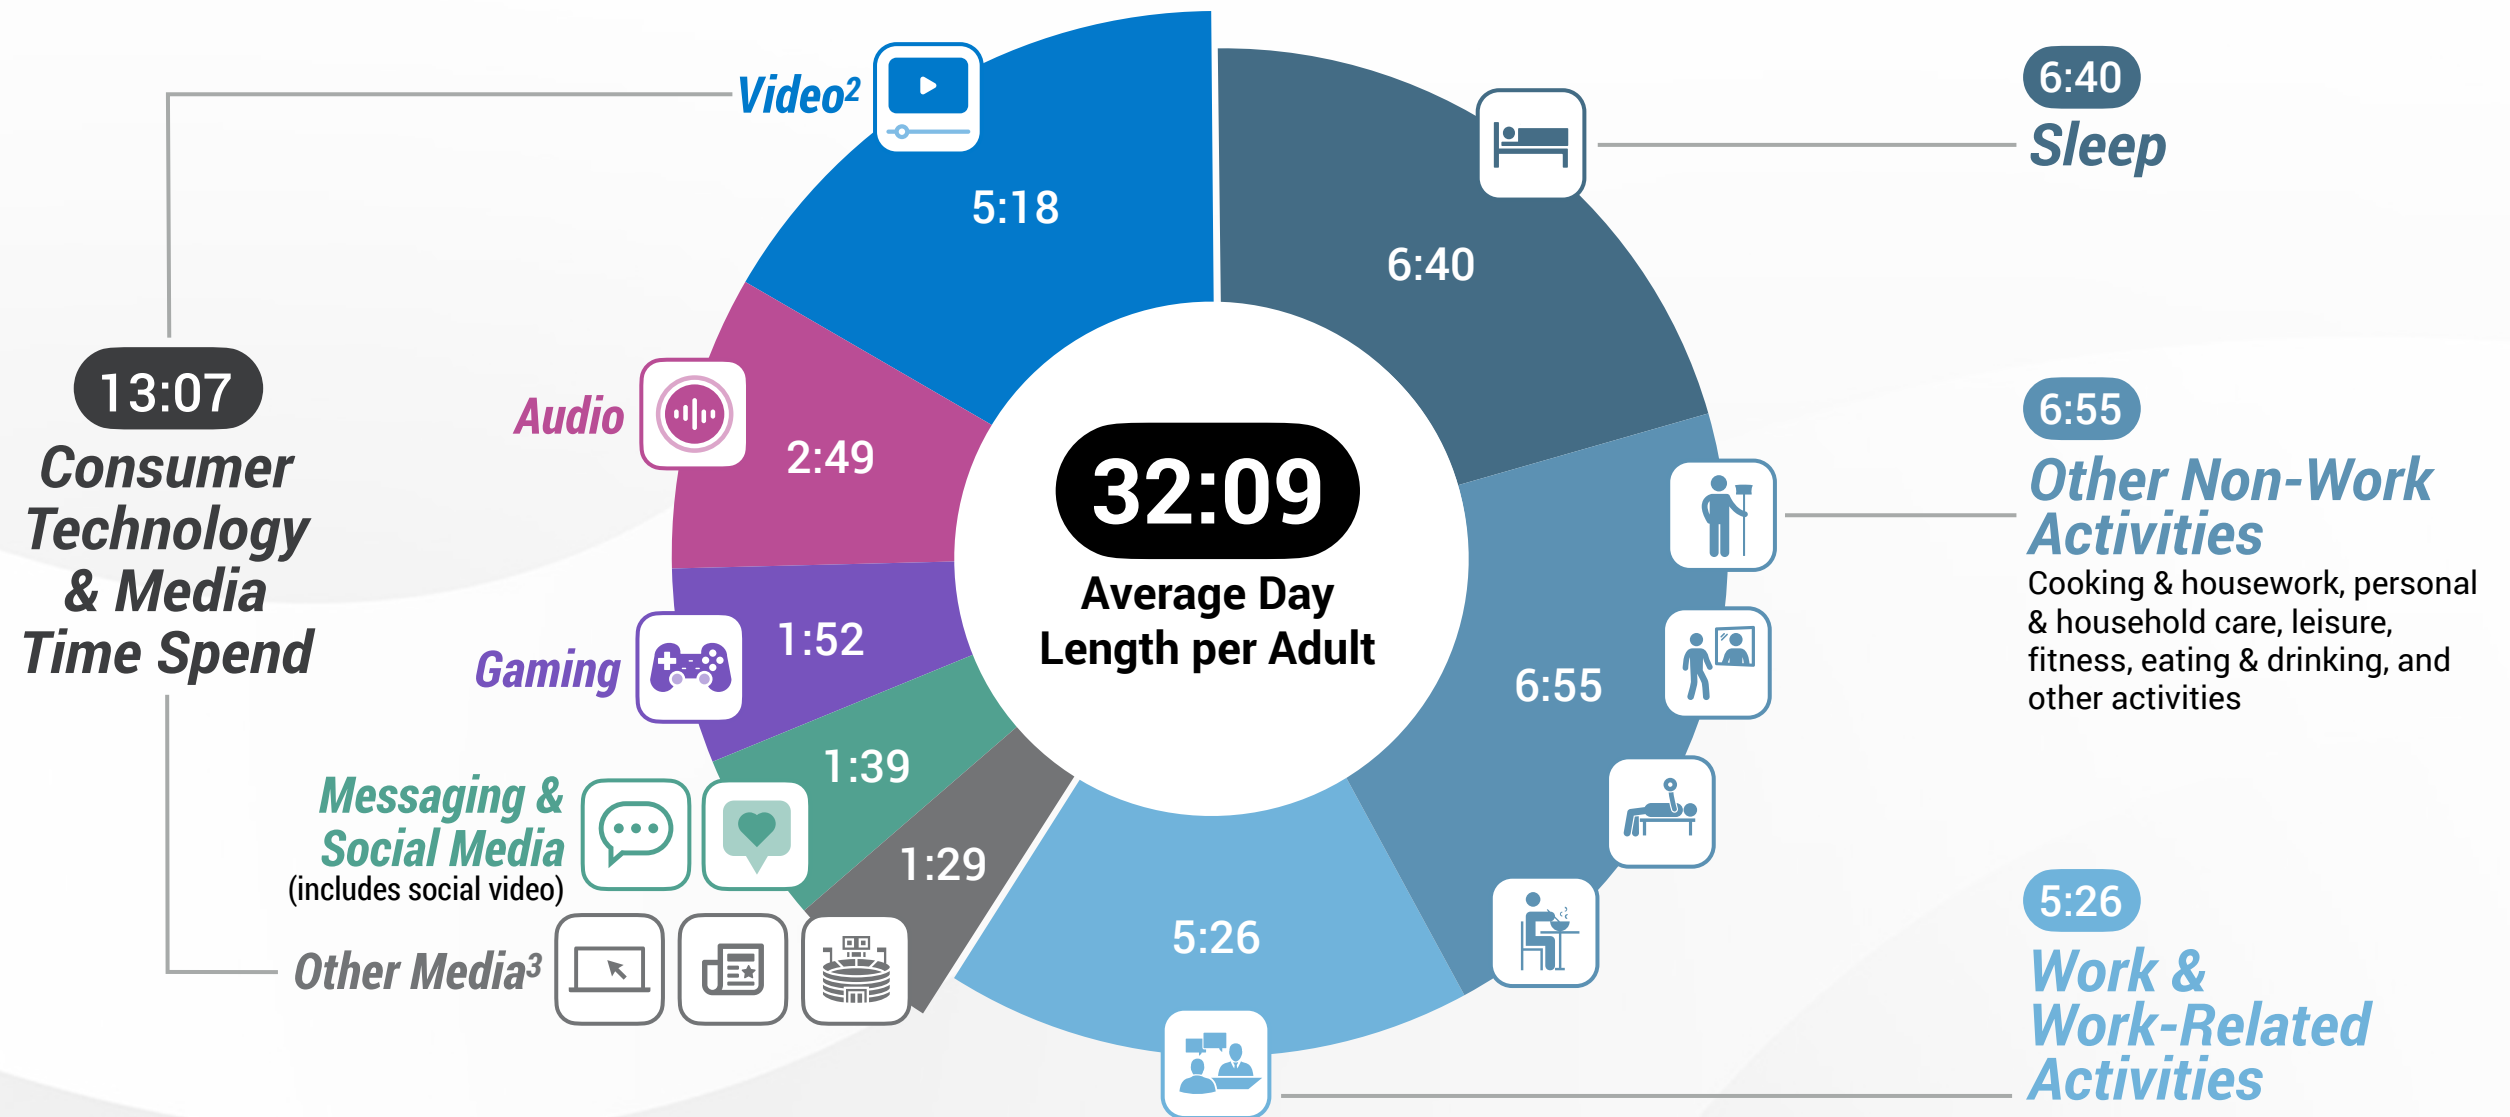 Video²
5:18
6:40
6:40
Sleep
13:07
Consumer
Technology
& Media
Time Spend
Audio
2:49
32:09
Average Day
Length per Adult
6:55
Other Non-Work
Activities
Cooking & housework, personal
& household care, leisure,
fitness, eating & drinking, and
other activities
6:55
Gaming
1:52
Messaging &
Social Media
(includes social video)
1:39
Other Media³
1:29
5:26
5:26
Work &
Work-Related
Activities